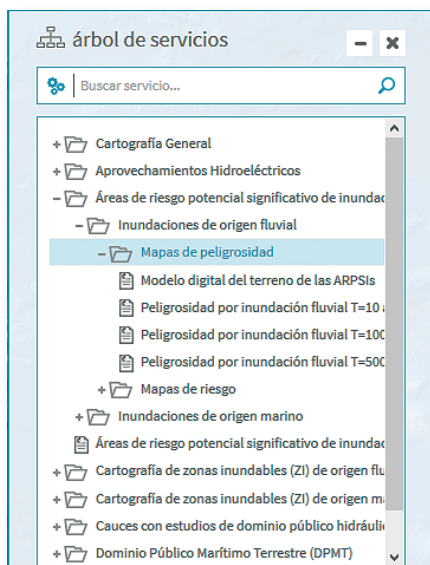 árbol de servicios
Buscar servicio...
Cartografía General
Aprovechamientos Hidroeléctricos
Áreas de riesgo potencial significativo de inundac
Inundaciones de origen fluvial
Mapas de peligrosidad
Modelo digital del terreno de las ARPSIs
Peligrosidad por inundación fluvial T=10 a
Peligrosidad por inundación fluvial T=100
Peligrosidad por inundación fluvial T=500
Mapas de riesgo
Inundaciones de origen marino
Áreas de riesgo potencial significativo de inundac
Cartografía de zonas inundables (ZI) de origen flu
Cartografía de zonas inundables (ZI) de origen ma
Cauces con estudios de dominio público hidráulic
Dominio Público Marítimo Terrestre (DPMT)